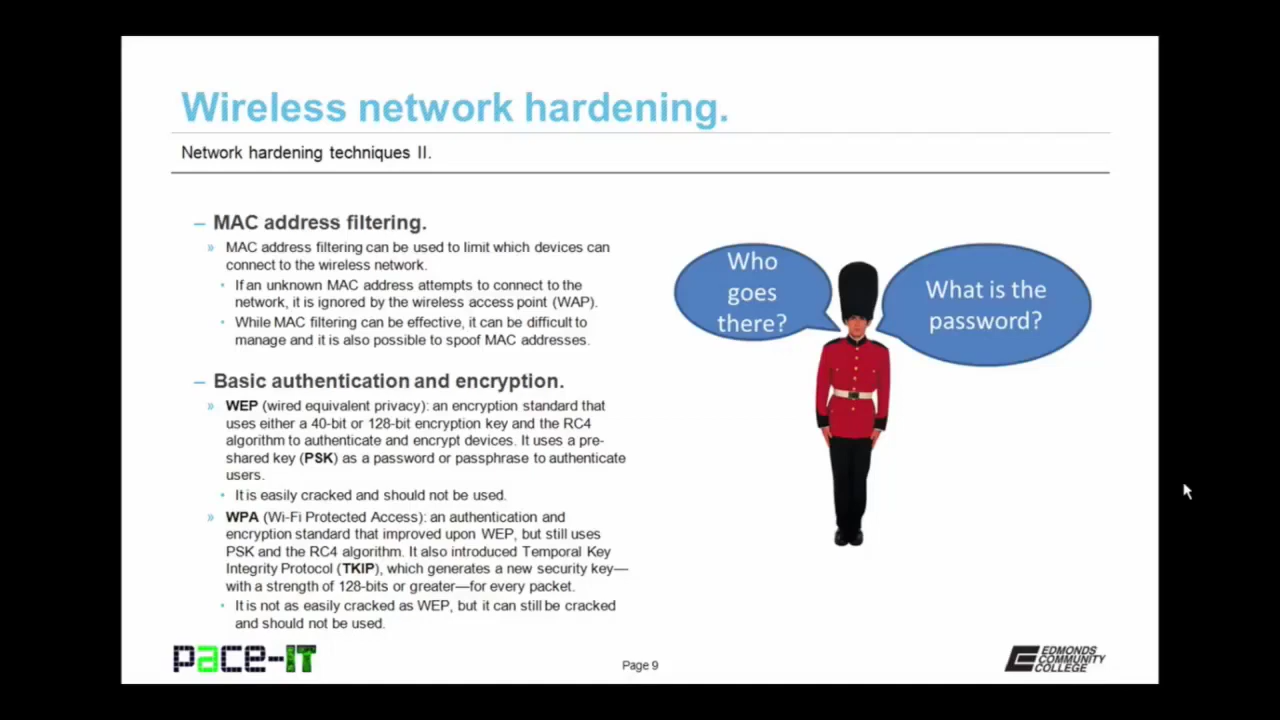 Wireless network hardening.
Network hardening techniques II.
– MAC address filtering.
» MAC address filtering can be used to limit which devices can
connect to the wireless network.
• If an unknown MAC address attempts to connect to the
network, it is ignored by the wireless access point (WAP).
• While MAC filtering can be effective, it can be difficult to
manage and it is also possible to spoof MAC addresses.
– Basic authentication and encryption.
» WEP (wired equivalent privacy): an encryption standard that
uses either a 40-bit or 128-bit encryption key and the RC4
algorithm to authenticate and encrypt devices. It uses a pre-
shared key (PSK) as a password or passphrase to authenticate
users.
• It is easily cracked and should not be used.
» WPA (Wi-Fi Protected Access): an authentication and
encryption standard that improved upon WEP, but still uses
PSK and the RC4 algorithm. It also introduced Temporal Key
Integrity Protocol (TKIP), which generates a new security key—
with a strength of 128-bits or greater—for every packet.
• It is not as easily cracked as WEP, but it can still be cracked
and should not be used.
Who
goes
there?
What is the
password?
pace-IT
Page 9
EDMONDS
COMMUNITY
COLLEGE